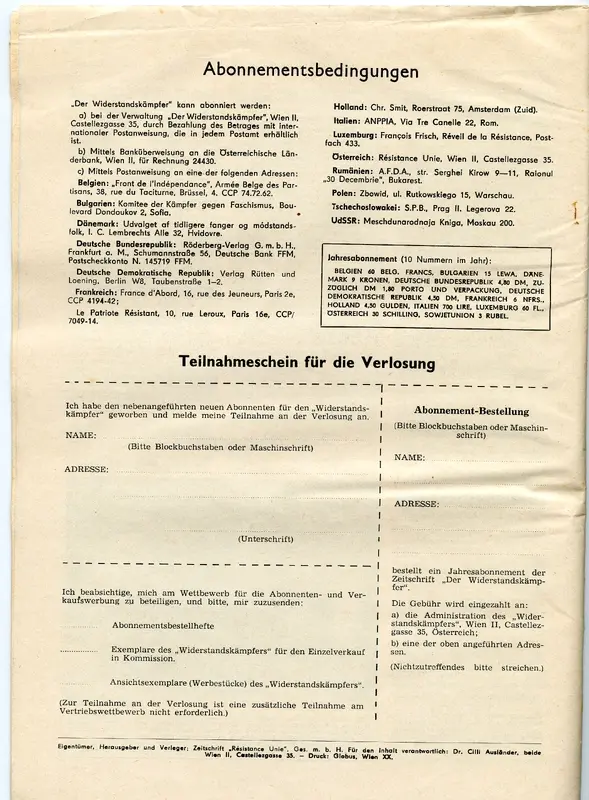 Abonnementsbedingungen
„Der Widerstandskämpfer" kann abonniert werden:
a) bei der Verwaltung „Der Widerstandskämpfer", Wien II,
Castellezgasse 35, durch Bezahlung des Betrages mit inter-
nationaler Postanweisung, die in jedem Postamt erhältlich
ist.
b) Mittels Banküberweisung an die Österreichische Län-
derbank, Wien II, für Rechnung 24430.
c) Mittels Postanweisung an eine der folgenden Adressen:
Belgien: „Front de l'Indépendance", Armée Belge des Par-
tisans, 38, rue du Taciturne, Brüssel, 4. CCP 74.72.62.
Bulgarien: Komitee der Kämpfer gegen Faschismus, Bou-
levard Dondoukov 2, Sofia.
Dänemark: Udvalget af tidligere fanger og módstands-
folk, I. C. Lembrechts Alle 32, Hvidovre.
Deutsche Bundesrepublik: Röderberg-Verlag G. m. b. H.,
Frankfurt a. M., Schumannstraße 56, Deutsche Bank FFM,
Postscheckkonto N. 145719 FFM.
Deutsche Demokratische Republik: Verlag Rütten und
Loening, Berlin W8, Taubenstraße 1–2.
Frankreich: France d'Abord, 16, rue des Jeuneurs, Paris 2e,
CCP 4194-42;
Le Patriote Résistant, 10, rue Leroux, Paris 16e, CCP/
7049-14.
Holland: Chr. Smit, Roerstraat 75, Amsterdam (Zuid).
Italien: ANPPIA, Via Tre Canelle 22, Rom.
Luxemburg: François Frisch, Réveil de la Résistance, Post-
fach 433.
Österreich: Résistance Unie, Wien II, Castellezgasse 35.
Rumänien: A.F.D.A., str. Serghei Kirow 9—11, Raionul
„30 Decembrie", Bukarest.
Polen: Zbowid, ul. Rutkowskiego 15, Warschau.
Tschechoslowakei: S.P.B., Prag II. Legerova 22.
UdSSR: Meschdunarodnaja Kniga, Moskau 200.
Jahresabonnement (10 Nummern im Jahr):
BELGIEN 60 BELG. FRANCS, BULGARIEN 15 LEWA, DÄNE-
MARK 9 KRONEN, DEUTSCHE BUNDESREPUBLIK 4,80 DM, ZU-
ZÜGLICH DM 1,80 PORTO UND VERPACKUNG, DEUTSCHE
DEMOKRATISCHE REPUBLIK 4,50 DM, FRANKREICH 6 NFRS.,
HOLLAND 4,50 GULDEN, ITALIEN 700 LIRE, LUXEMBURG 60 FL.,
ÖSTERREICH 30 SCHILLING, SOWJETUNION 3 RUBEL.
Teilnahmeschein für die Verlosung
Ich habe den nebenangeführten neuen Abonnenten für den „Widerstands-
kämpfer" geworben und melde meine Teilnahme an der Verlosung an.
NAME:
(Bitte Blockbuchstaben oder Maschinschrift)
ADRESSE:
(Unterschrift)
Ich beabsichtige, mich am Wettbewerb für die Abonnenten- und Ver-
kaufswerbung zu beteiligen, und bitte, mir zuzusenden:
Abonnementsbestellhefte
Exemplare des „Widerstandskämpfers" für den Einzelverkauf
in Kommission.
Ansichtsexemplare (Werbestücke) des „Widerstandskämpfers".
(Zur Teilnahme an der Verlosung ist eine zusätzliche Teilnahme am
Vertriebswettbewerb nicht erforderlich.)
Abonnement-Bestellung
(Bitte Blockbuchstaben oder Maschin-
schrift)
NAME:
ADRESSE:
bestellt ein Jahresabonnement der
Zeitschrift „Der Widerstandskämp-
fer".
Die Gebühr wird eingezahlt an:
a) die Administration des „Wider-
standskämpfers", Wien II, Castellez-
gasse 35, Österreich;
b) eine der oben angeführten Adres-
sen.
(Nichtzutreffendes bitte streichen.)
Eigentümer, Herausgeber und Verleger; Zeitschrift „Résistance Unie". Ges. m. b. H. Für den Inhalt verantwortlich: Dr. Cilli Ausländer, beide
Wien II, Castellezgasse 35. – Druck: Globus, Wien XX.